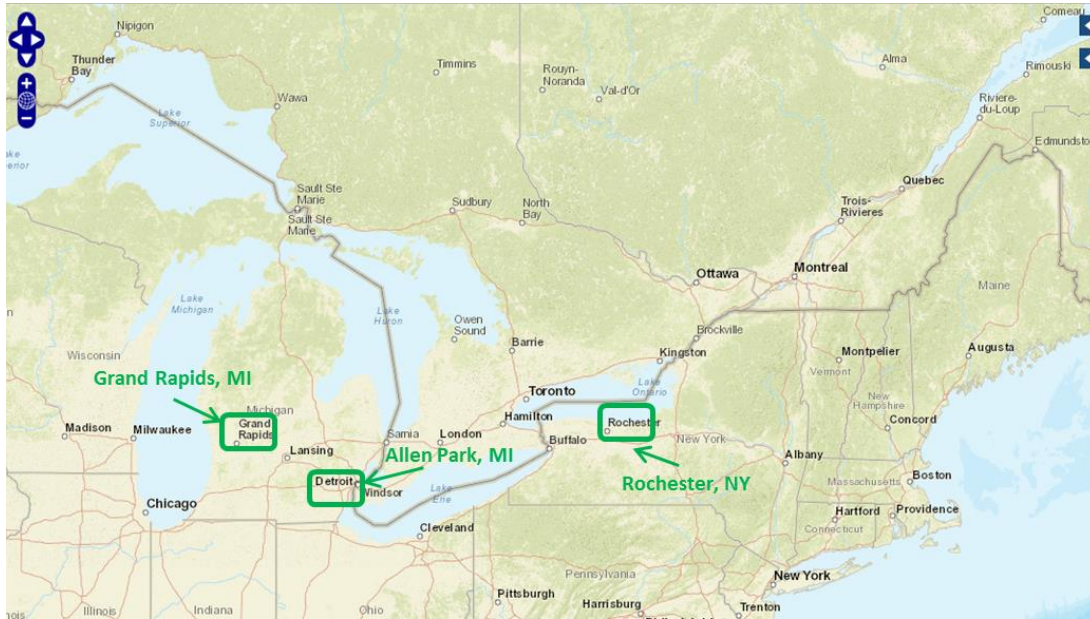 Comeau
Nipigon
Thunder
Bay
Timmins
Rouyn-
Noranda
Val-d'Or
Alma
Rimouski
Riviere-
du-Loup
Wawa
Lake
Superior
Edmundston
Quebec
Sault Ste
Marie
Sault Ste
Marie
Sudbury
North
Bay
Trois-
Rivieres
Ottawa
Montreal
Maine
Lake
Michigan
Lake
Huron
Owen
Sound
Barrie
Brockville
Kingston
Montpelier
Vermont
Augusta
Wisconsin
Grand Rapids, MI
Michigan
Grand
Rapids
Toronto
Lake
Ontario
Hamilton
New
Hampshire
Concord
Madison
Milwaukee
Lansing
Sarnia
London
Buffalo
Rochester
New York
Albany
Allen Park, MI
Rochester, NY
Detroit
Windsor
Lake
Erie
Massachusetts
Boston
Chicago
Cleveland
Hartford
Providence
Connecticut
Pennsylvania
New York
Illinois
Indiana
Ohio
Pittsburgh
Harrisburg
Trenton